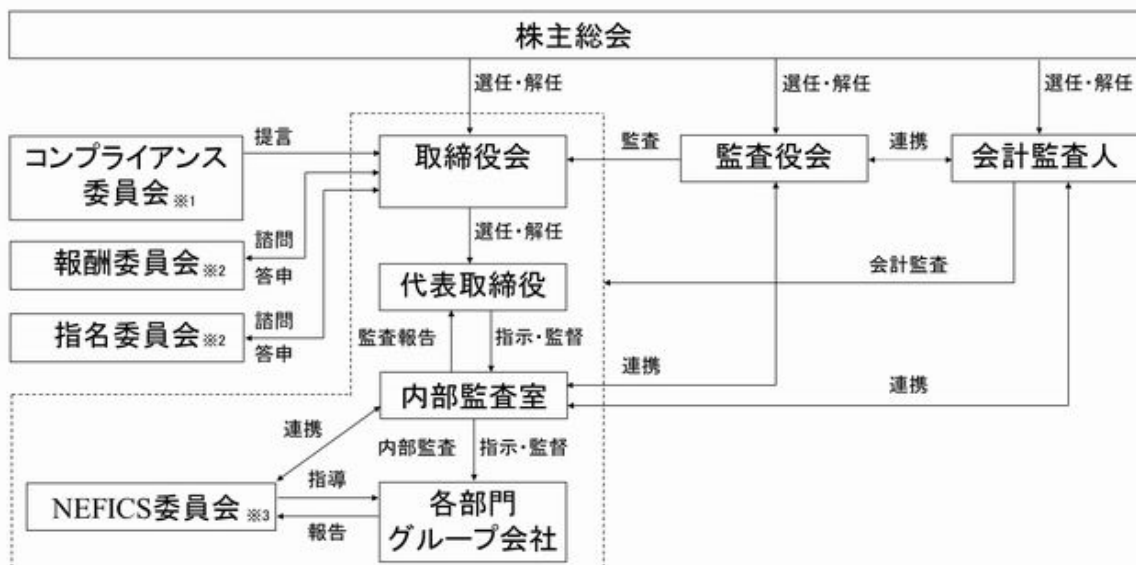 株主総会
選任・解任
選任・解任
選任・解任
コンプライアンス
委員会※1
提言
取締役会
監査
監査役会
連携
会計監査人
報酬委員会※2
諮問
答申
選任・解任
代表取締役
会計監査
指名委員会※2
諮問
答申
監査報告
指示・監督
内部監査室
連携
連携
連携
内部監査
指示・監督
NEFICS委員会※3
指導
報告
各部門
グループ会社